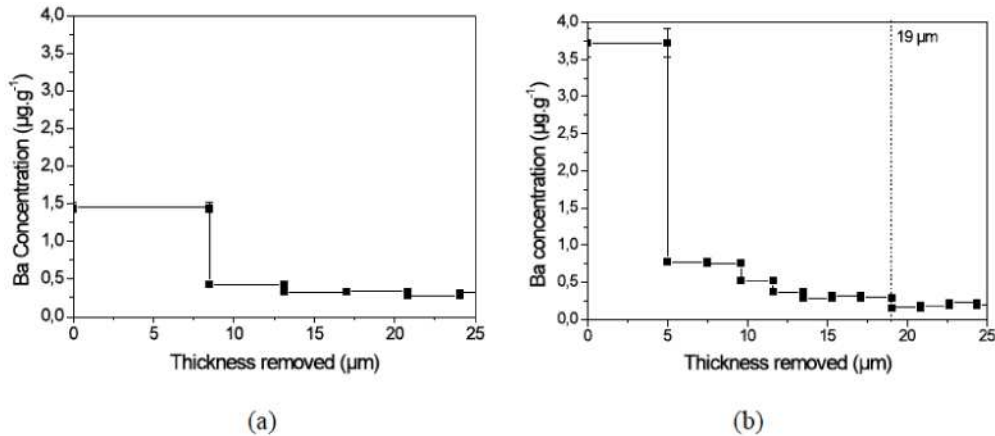 Ba Concentration (µg.g⁻¹)
4,0
3,5
3,0
2,5
2,0
1,5
1,0
0,5
0,0
0 5 10 15 20 25
Thickness removed (µm)
(a)
Ba concentration (µg.g⁻¹)
4,0
3,5
3,0
2,5
2,0
1,5
1,0
0,5
0,0
19 µm
0 5 10 15 20 25
Thickness removed (µm)
(b)